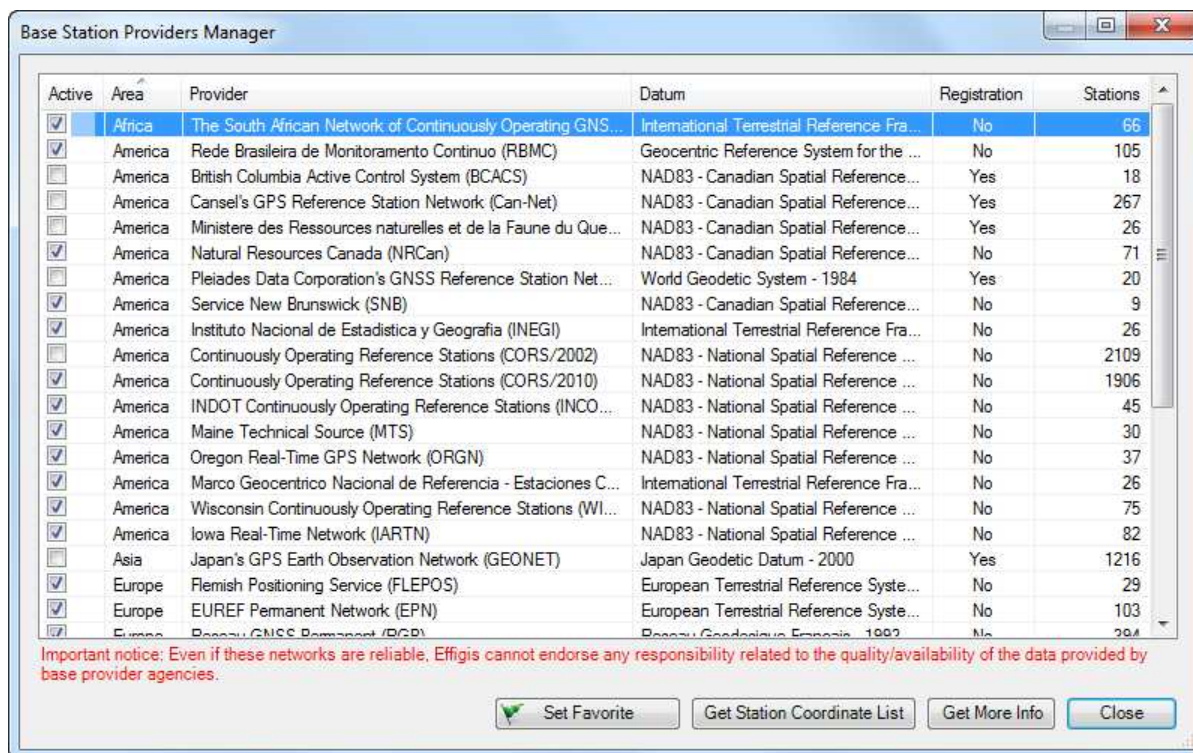 Base Station Providers Manager
Active Area Provider Datum Registration Stations
Africa The South African Network of Continuously Operating GNS... International Terrestrial Reference Fra... No 66
America Rede Brasileira de Monitoramento Continuo (RBMC) Geocentric Reference System for the ... No 105
America British Columbia Active Control System (BCACS) NAD83 - Canadian Spatial Reference... Yes 18
America Cansel's GPS Reference Station Network (Can-Net) NAD83 - Canadian Spatial Reference... Yes 267
America Ministere des Ressources naturelles et de la Faune du Que... NAD83 - Canadian Spatial Reference... Yes 26
America Natural Resources Canada (NRCan) NAD83 - Canadian Spatial Reference... No 71
America Pleiades Data Corporation's GNSS Reference Station Net... World Geodetic System - 1984 Yes 20
America Service New Brunswick (SNB) NAD83 - Canadian Spatial Reference... No 9
America Instituto Nacional de Estadistica y Geografia (INEGI) International Terrestrial Reference Fra... No 26
America Continuously Operating Reference Stations (CORS/2002) NAD83 - National Spatial Reference ... No 2109
America Continuously Operating Reference Stations (CORS/2010) NAD83 - National Spatial Reference ... No 1906
America INDOT Continuously Operating Reference Stations (INCO... NAD83 - National Spatial Reference ... No 45
America Maine Technical Source (MTS) NAD83 - National Spatial Reference ... No 30
America Oregon Real-Time GPS Network (ORGN) NAD83 - National Spatial Reference ... No 37
America Marco Geocentrico Nacional de Referencia - Estaciones C... International Terrestrial Reference Fra... No 26
America Wisconsin Continuously Operating Reference Stations (WI... NAD83 - National Spatial Reference ... No 75
America Iowa Real-Time Network (IARTN) NAD83 - National Spatial Reference ... No 82
Asia Japan's GPS Earth Observation Network (GEONET) Japan Geodetic Datum - 2000 Yes 1216
Europe Flemish Positioning Service (FLEPOS) European Terrestrial Reference Syste... No 29
Europe EUREF Permanent Network (EPN) European Terrestrial Reference Syste... No 103
Europe Reseau GNSS Permanent (RGP) Reseau Geodesique Francais - 1993 No 294
Important notice: Even if these networks are reliable, Effigis cannot endorse any responsibility related to the quality/availability of the data provided by
base provider agencies.
Set Favorite Get Station Coordinate List Get More Info Close